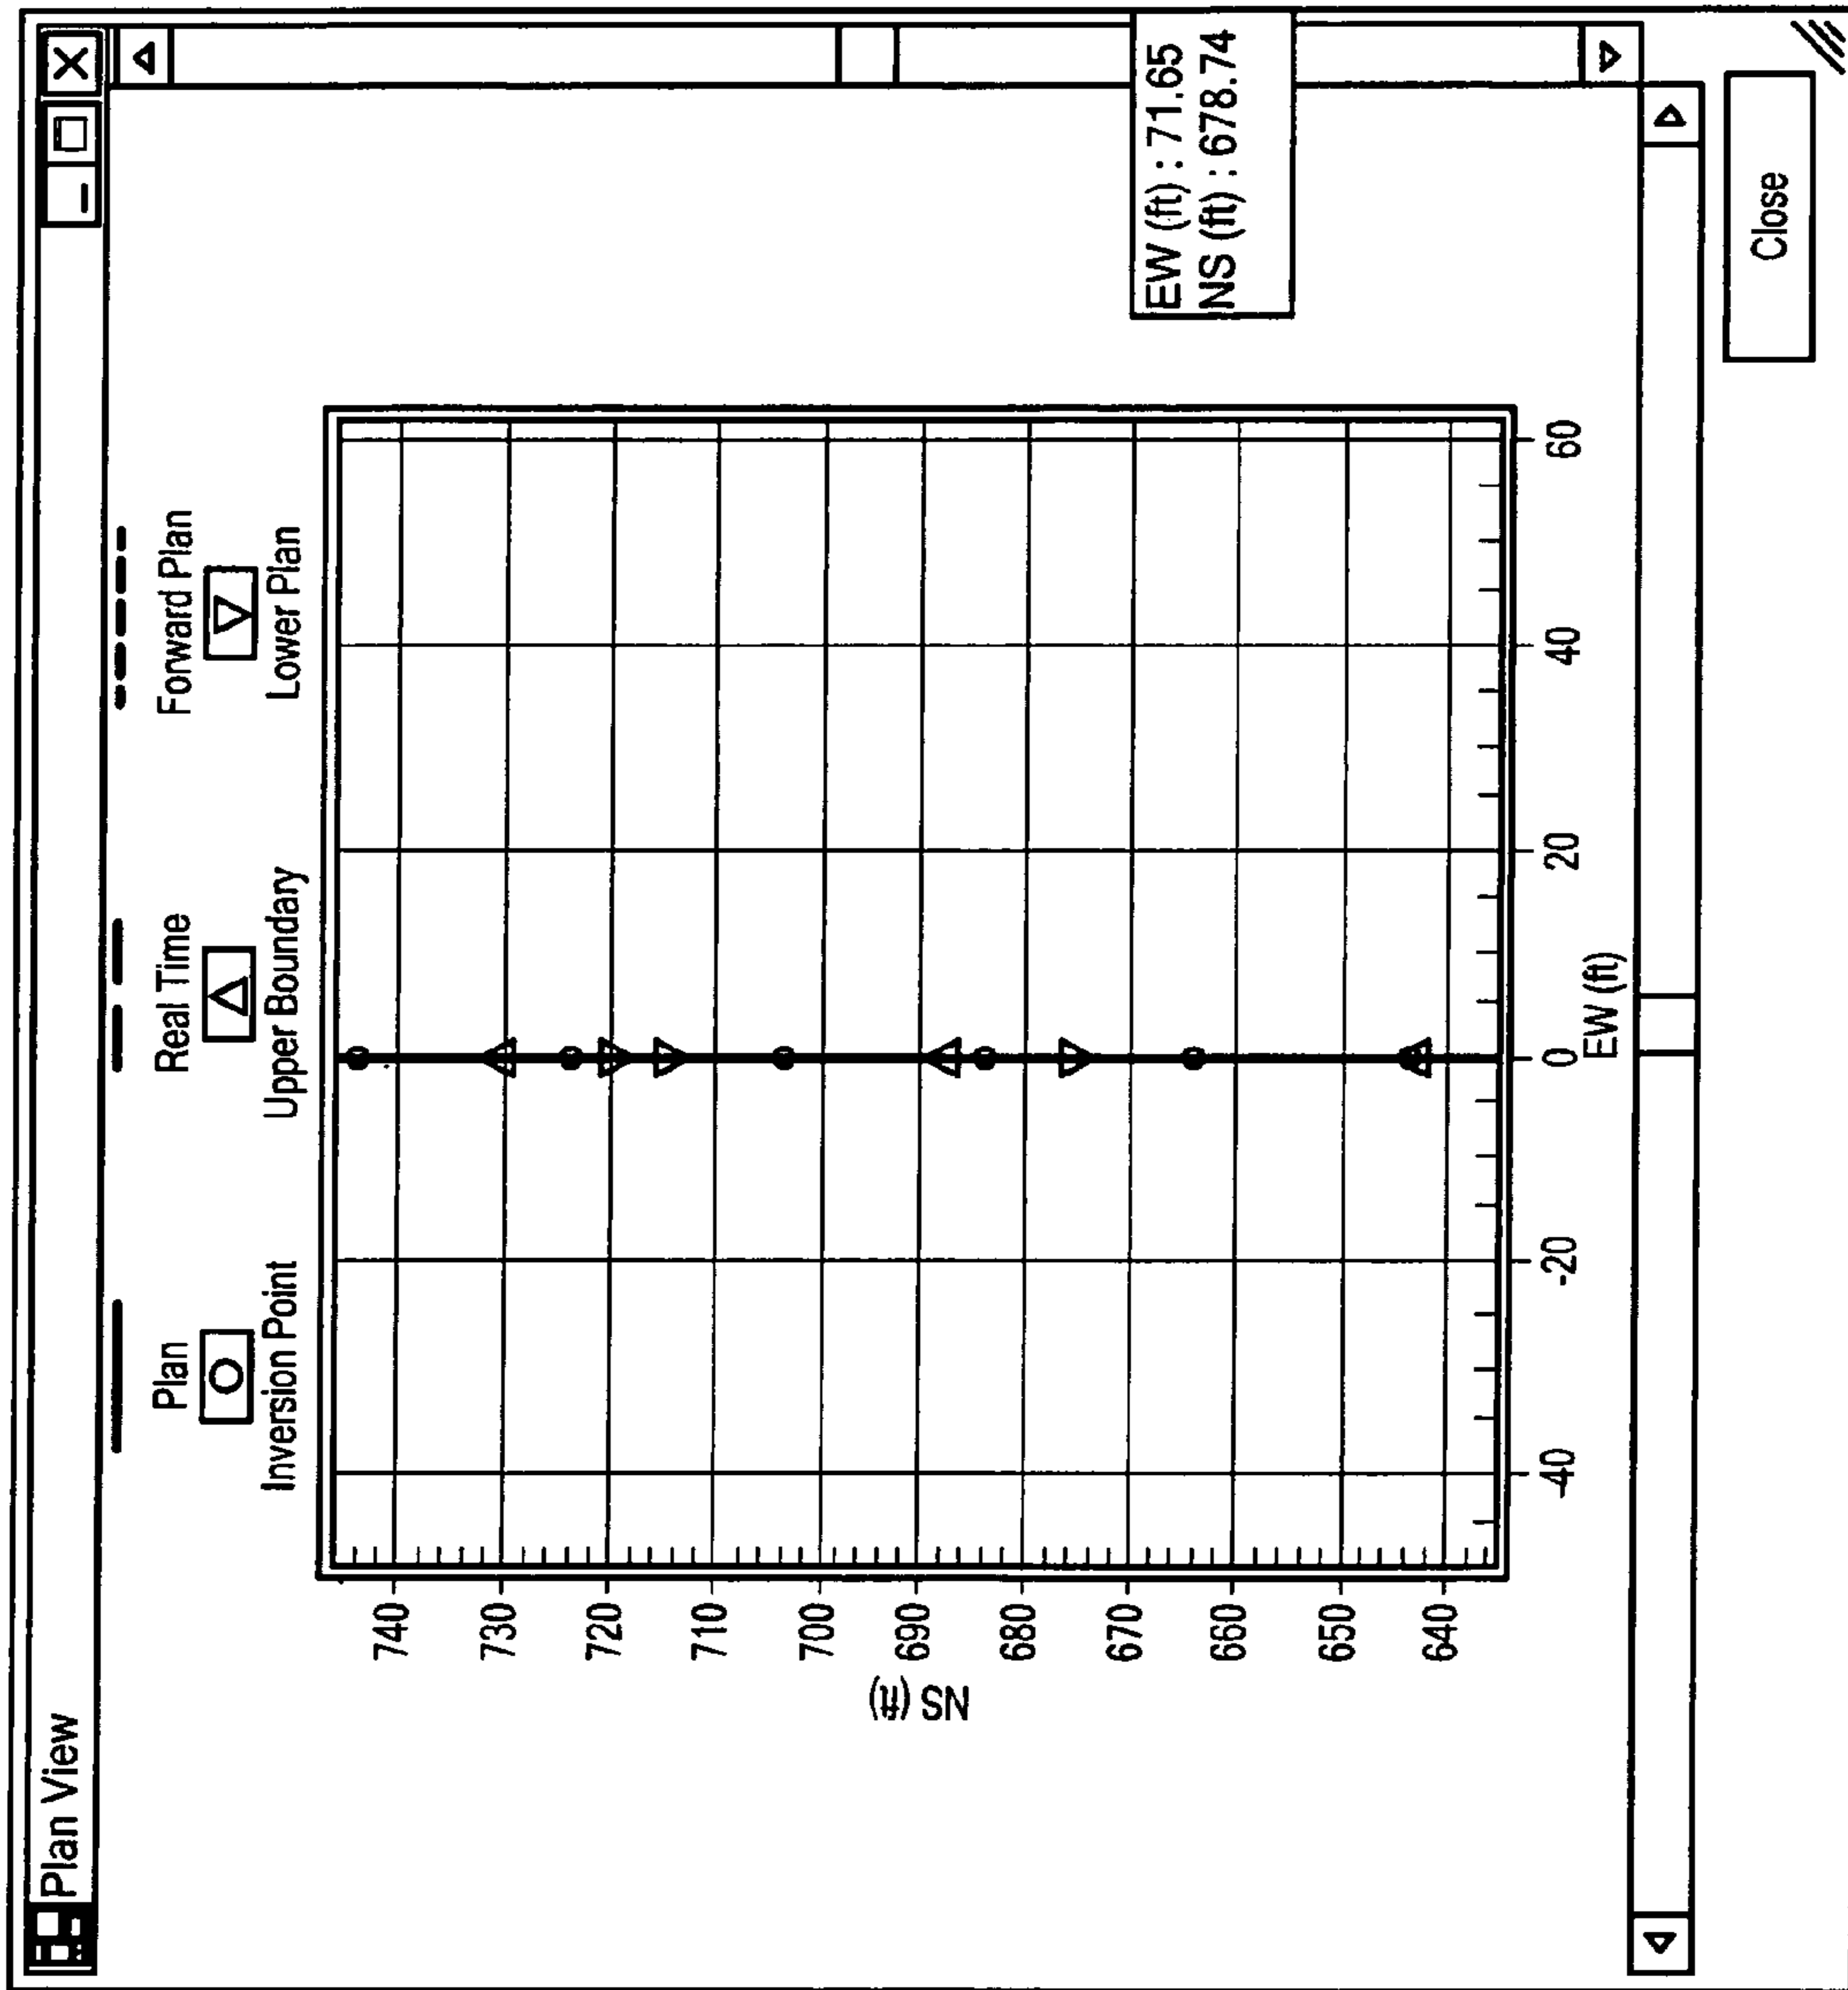 Plan View
Plan
Real Time
Forward Plan
Inversion Point
Upper Boundary
Lower Plan
NS (ft)
740
730
720
710
700
690
680
670
660
650
640
-40
-20
0
20
40
60
EW (ft)
EW (ft) : 71.65
NS (ft) : 678.74
Close